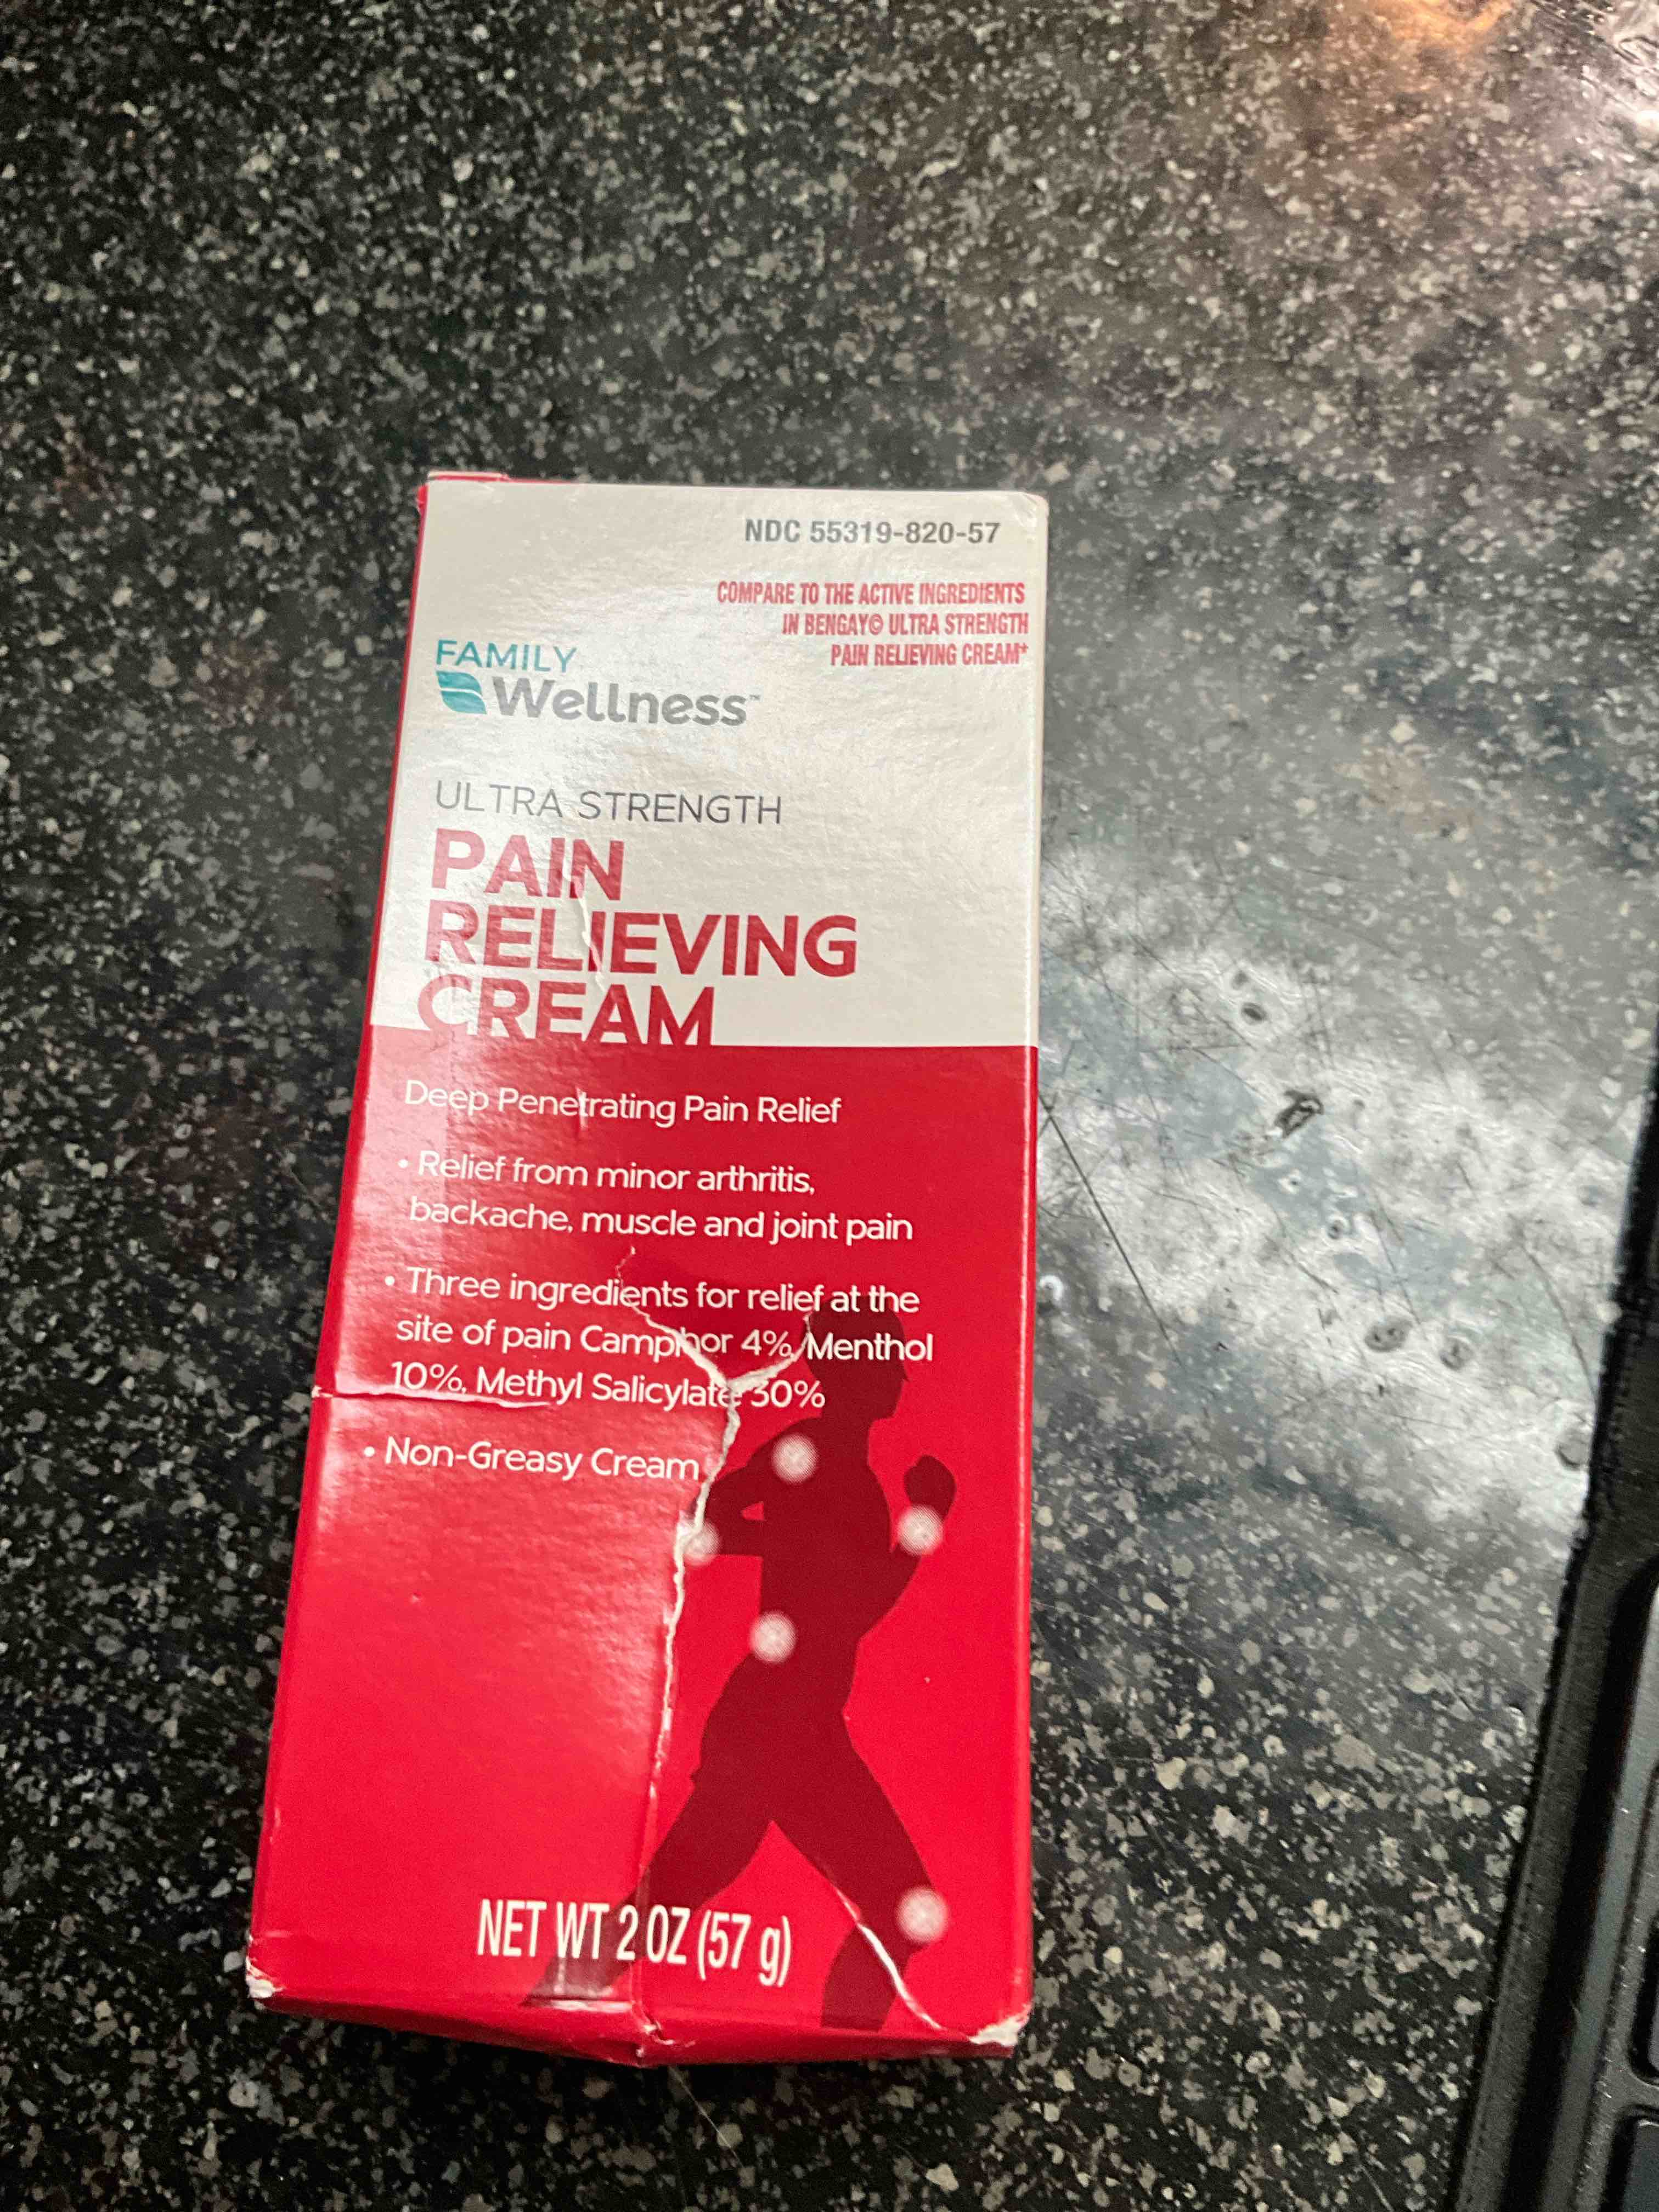 NDC 55319-820-57
COMPARE TO THE ACTIVE INGREDIENTS
IN BENGAY© ULTRA STRENGTH
PAIN RELIEVING CREAM*
FAMILY
Wellness™
ULTRA STRENGTH
PAIN
RELIEVING
CREAM
Deep Penetrating Pain Relief
• Relief from minor arthritis,
backache, muscle and joint pain
• Three ingredients for relief at the
site of pain Camphor 4%, Menthol
10%, Methyl Salicylate 30%
• Non-Greasy Cream
NET WT 2 OZ (57 g)